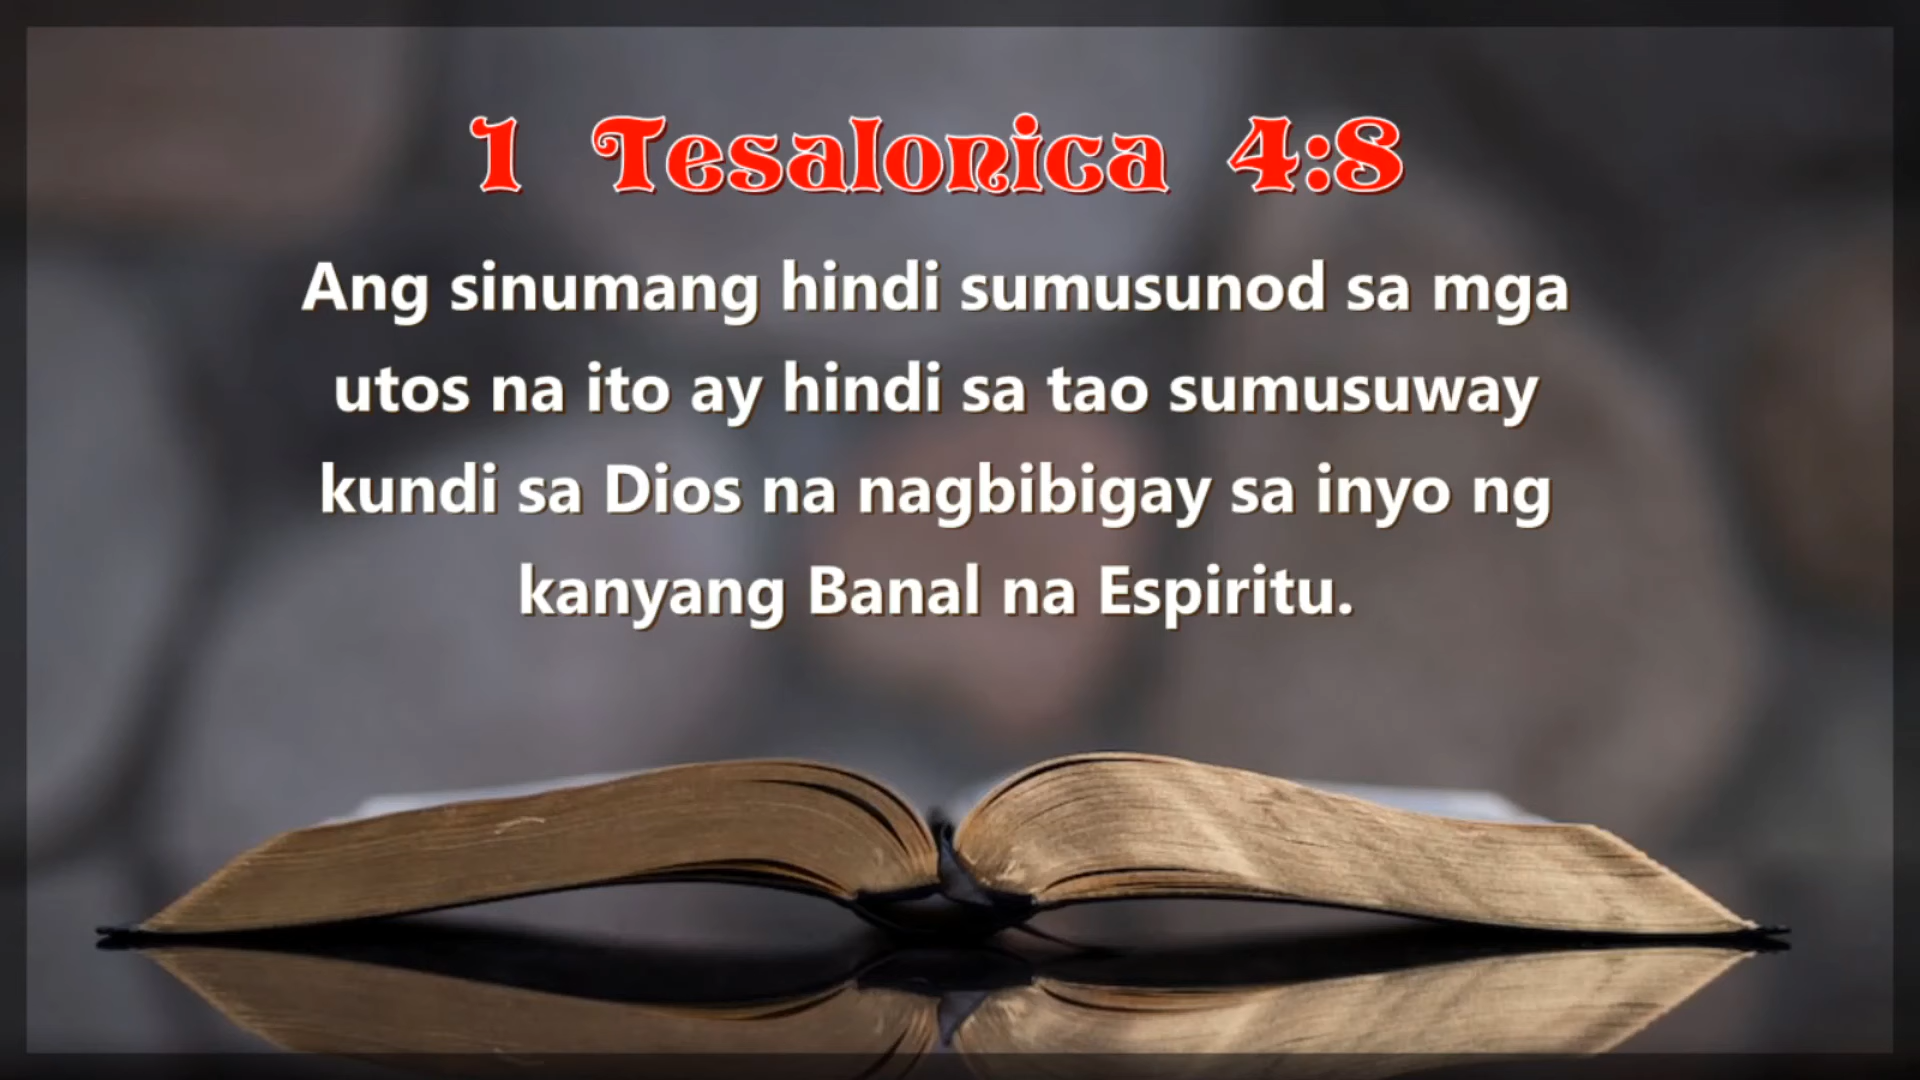 1 Tesalonica 4:8
Ang sinumang hindi sumusunod sa mga
utos na ito ay hindi sa tao sumusuway
kundi sa Dios na nagbibigay sa inyo ng
kanyang Banal na Espiritu.